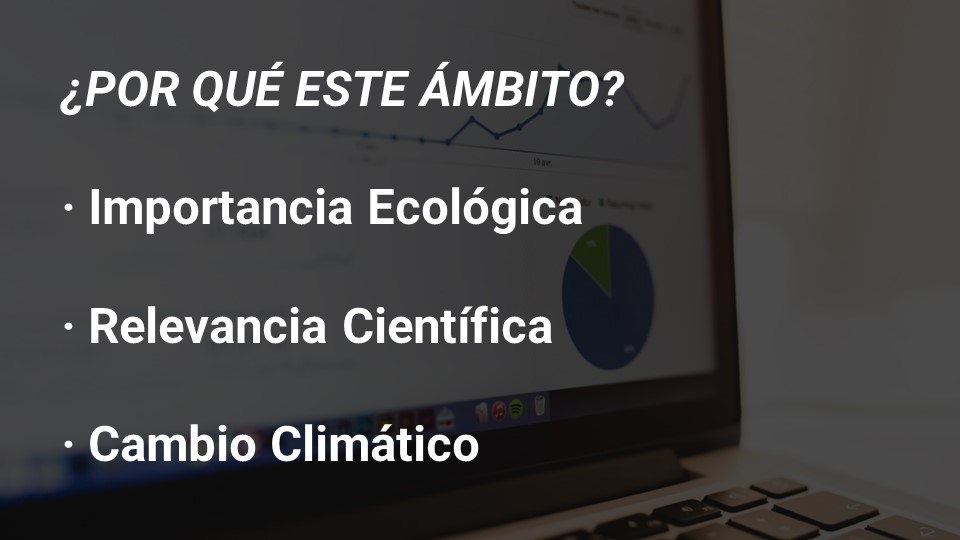 ¿POR QUÉ ESTE ÁMBITO?
· Importancia Ecológica
· Relevancia Científica
· Cambio Climático